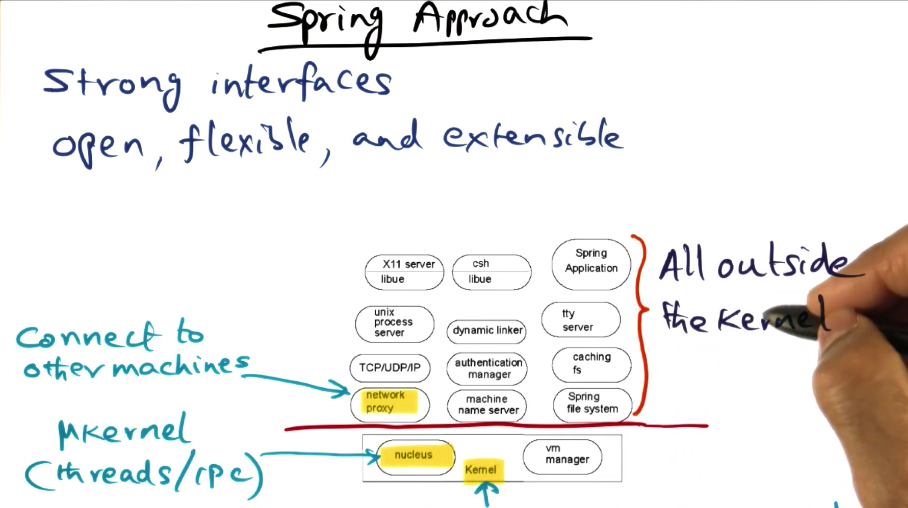 Spring Approach
Strong interfaces
open, flexible, and extensible
X11 server
libue
csh
libue
Spring
Application
All outside
the Kernel
unix
process
server
dynamic linker
tty
server
Connect to
other machines
TCP/UDP/IP
authentication
manager
caching
fs
network
proxy
machine
name server
Spring
file system
μKernel
(threads/IPC)
nucleus
Kernel
vm
manager